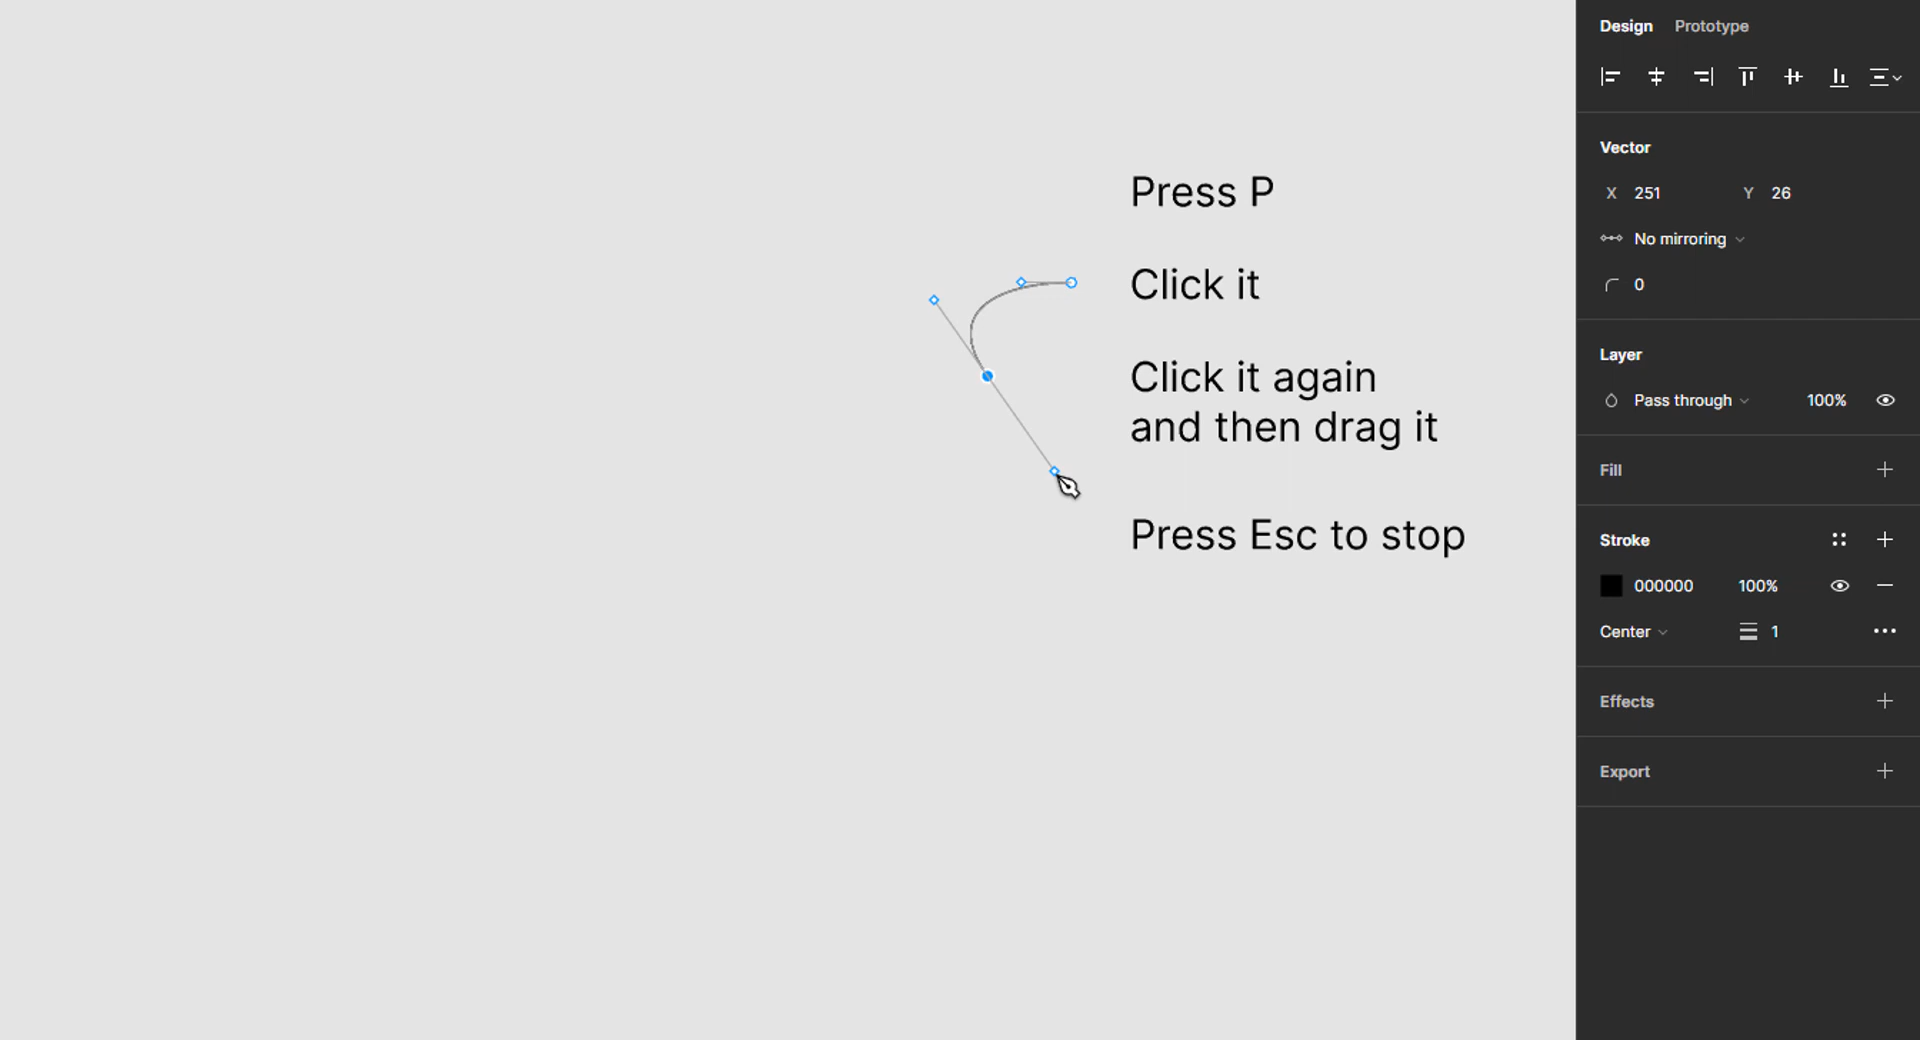 Press P
Click it
Click it again
and then drag it
Press Esc to stop
Design Prototype
Vector
X 251 Y 26
No mirroring
0
Layer
Pass through 100%
Fill
Stroke
000000 100%
Center 1
Effects
Export